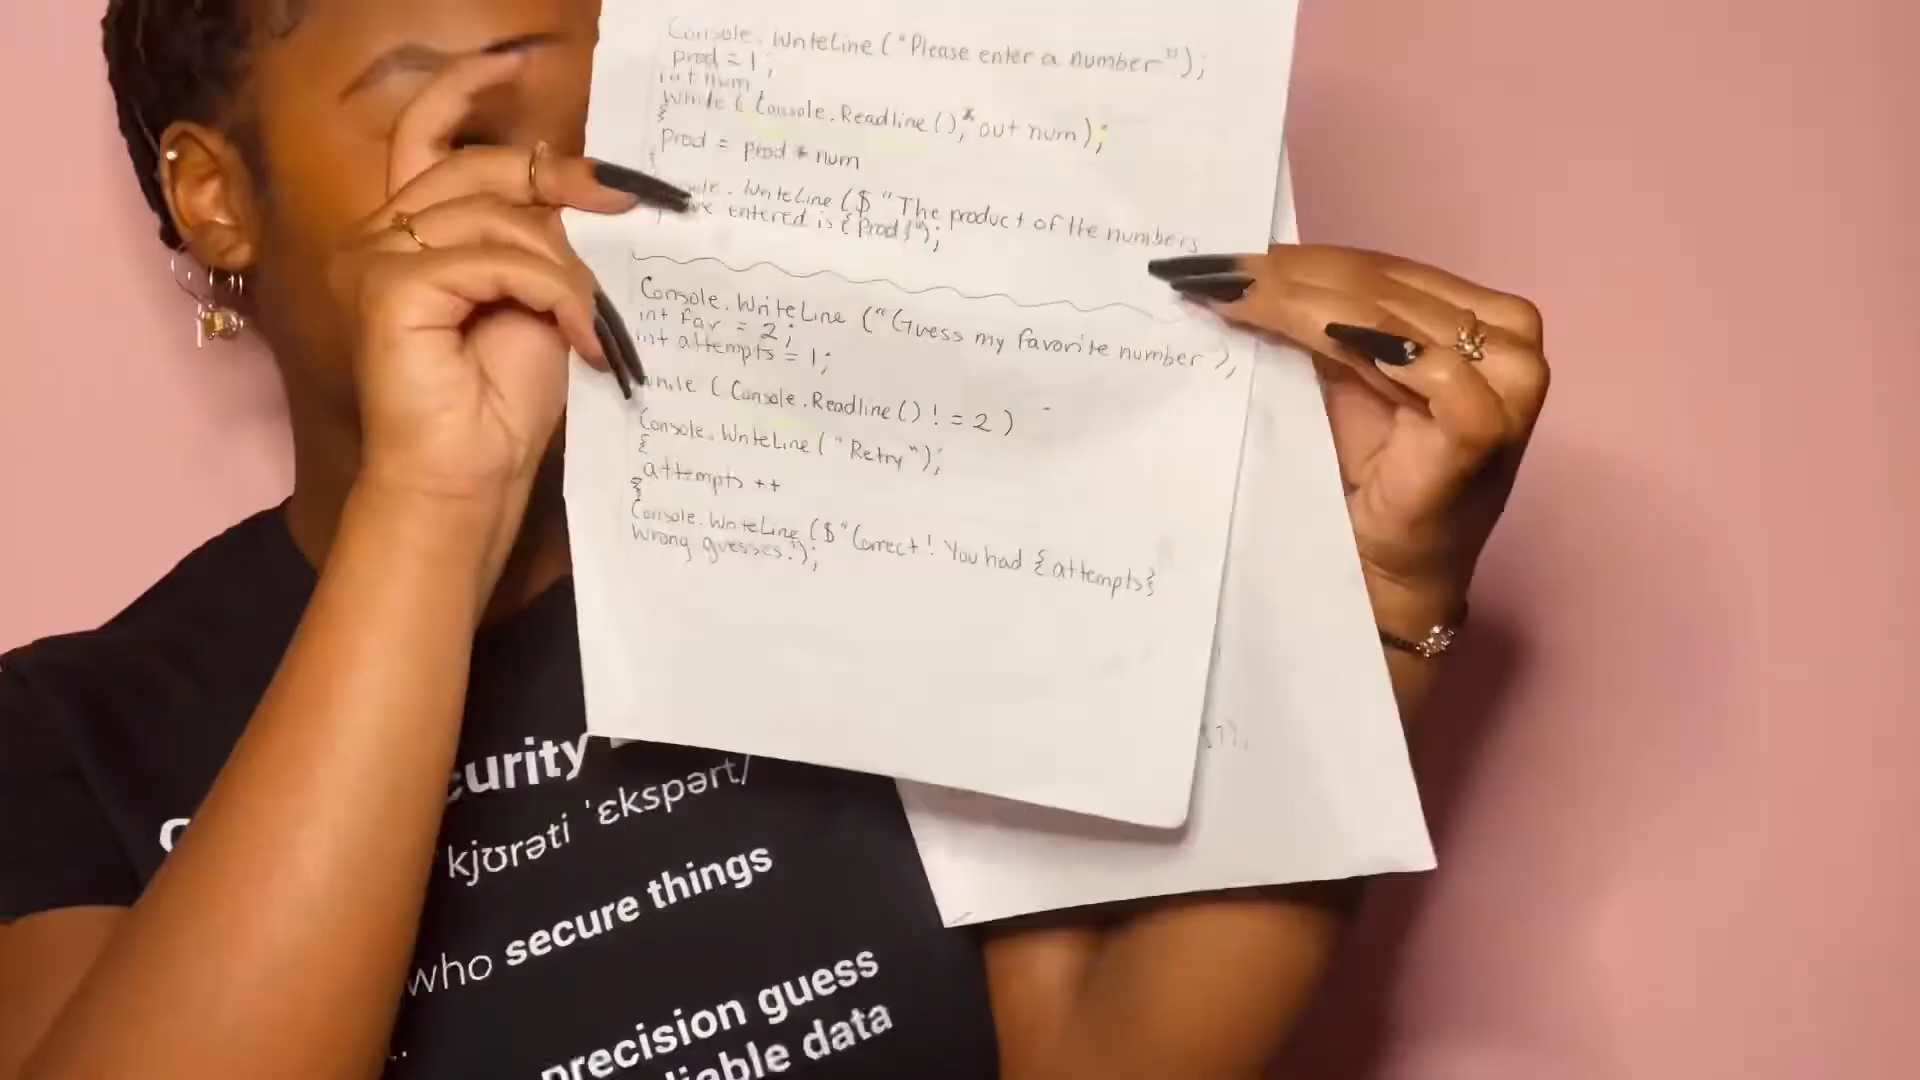 Console.WriteLine ("Please enter a number");
prod = 1;
int num
while (Console.Readline(), out num);
{
prod = prod * num
. WriteLine ($ "The product of the numbers
entered is {Prod}");
Console.WriteLine ("Guess my favorite number ),
int fav = 2;
int attempts = 1;
while (Console.Readline() != 2)
Console.WriteLine ("Retry");
{
attempts ++
}
Console.WriteLine ($"Correct! You had {attempts}
wrong guesses!");
curity
kjʊrəti ˈɛkspərt/
who secure things
precision guess
data